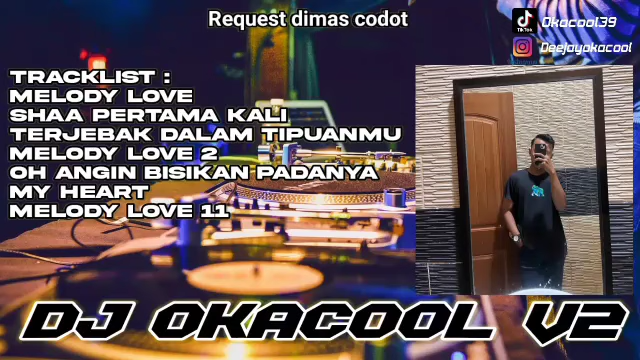 Request dimas codot
TikTok
Okacool39
Deejayokacool
TRACKLIST :
MELODY LOVE
SHAA PERTAMA KALI
TERJEBAK DALAM TIPUANMU
MELODY LOVE 2
OH ANGIN BISIKAN PADANYA
MY HEART
MELODY LOVE 11
DJ OKACOOL V2